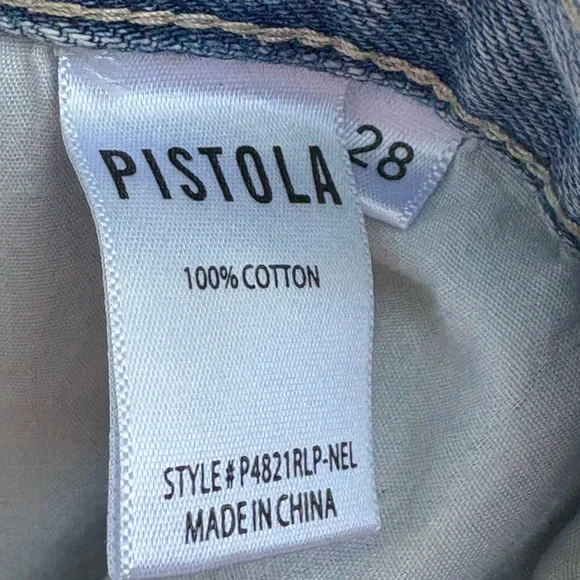 PISTOLA
28
100% COTTON
STYLE# P4821RLP-NEL
MADE IN CHINA